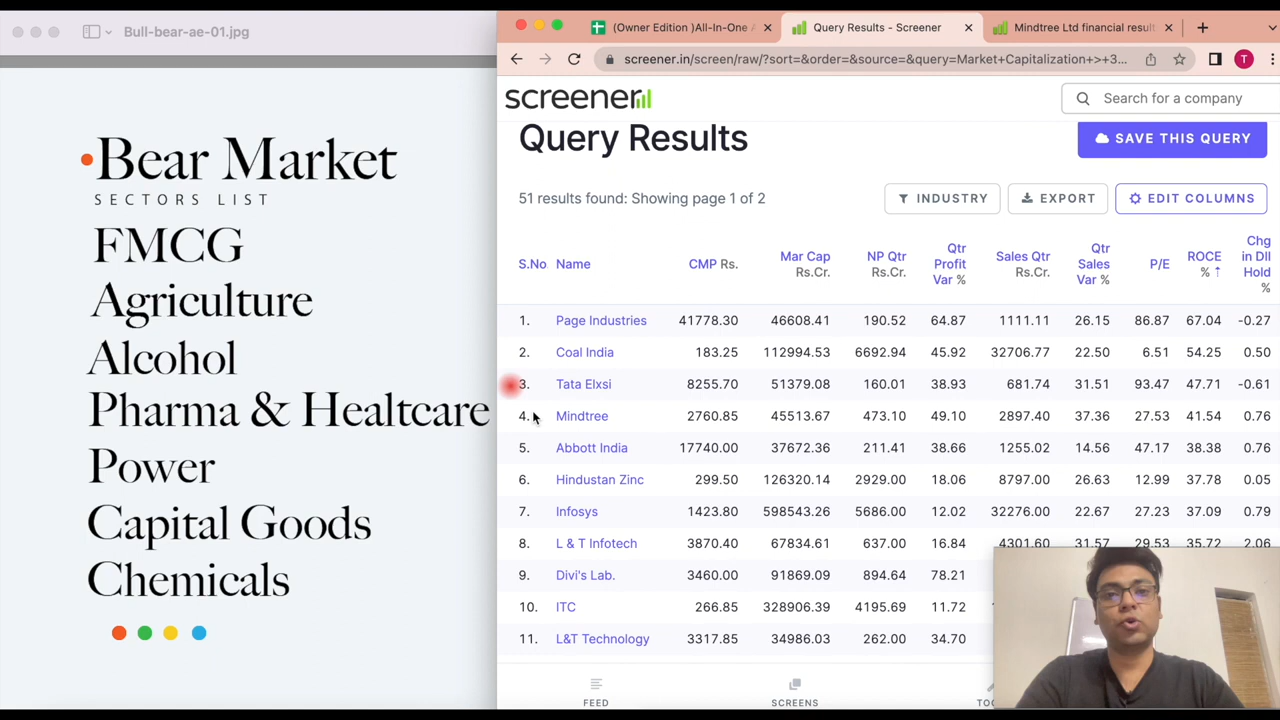 Bull-bear-ae-01.jpg
Bear Market
SECTORS LIST
FMCG
Agriculture
Alcohol
Pharma & Healtcare
Power
Capital Goods
Chemicals
(Owner Edition )All-In-One A
Query Results - Screener
Mindtree Ltd financial result
screener.in/screen/raw/?sort=&order=&source=&query=Market+Capitalization+>+3...
T
screener
Search for a company
Query Results
SAVE THIS QUERY
51 results found: Showing page 1 of 2
INDUSTRY
EXPORT
EDIT COLUMNS
S.No. Name CMP Rs. Mar Cap Rs.Cr. NP Qtr Rs.Cr. Qtr Profit Var % Sales Qtr Rs.Cr. Qtr Sales Var % P/E ROCE % ↑ Chg in DII Hold %
1. Page Industries 41778.30 46608.41 190.52 64.87 1111.11 26.15 86.87 67.04 -0.27
2. Coal India 183.25 112994.53 6692.94 45.92 32706.77 22.50 6.51 54.25 0.50
3. Tata Elxsi 8255.70 51379.08 160.01 38.93 681.74 31.51 93.47 47.71 -0.61
4. Mindtree 2760.85 45513.67 473.10 49.10 2897.40 37.36 27.53 41.54 0.76
5. Abbott India 17740.00 37672.36 211.41 38.66 1255.02 14.56 47.17 38.38 0.76
6. Hindustan Zinc 299.50 126320.14 2929.00 18.06 8797.00 26.63 12.99 37.78 0.05
7. Infosys 1423.80 598543.26 5686.00 12.02 32276.00 22.67 27.23 37.09 0.79
8. L & T Infotech 3870.40 67834.61 637.00 16.84 4301.60 31.57 29.53 35.72 2.06
9. Divi's Lab. 3460.00 91869.09 894.64 78.21
10. ITC 266.85 328906.39 4195.69 11.72
11. L&T Technology 3317.85 34986.03 262.00 34.70
FEED
SCREENS